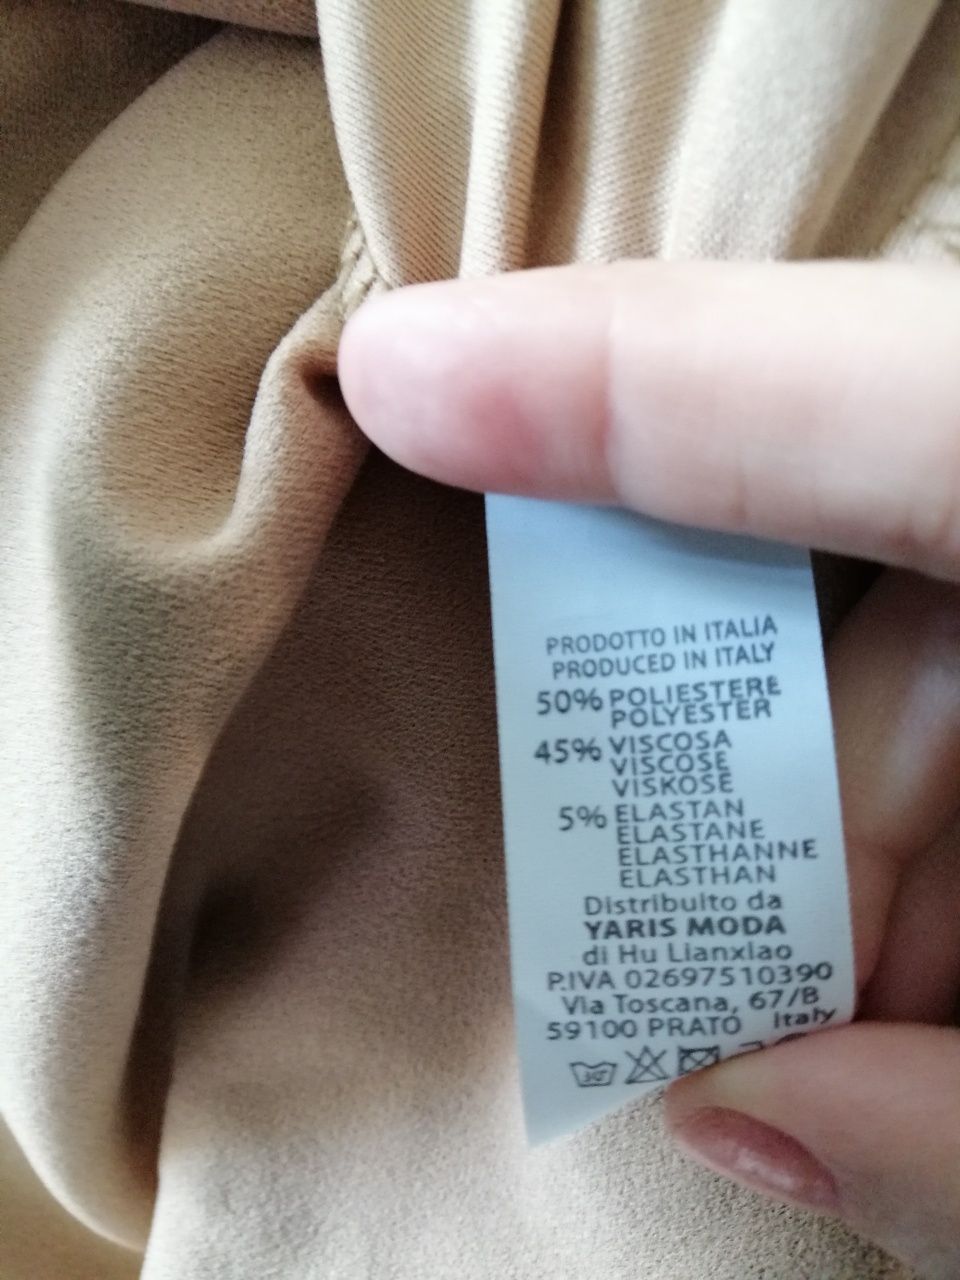 PRODOTTO IN ITALIA
PRODUCED IN ITALY
50% POLIESTERE
POLYESTER
45% VISCOSA
VISCOSE
VISKOSE
5% ELASTAN
ELASTANE
ELASTHANNE
ELASTHAN
Distribuito da
YARIS MODA
di Hu Lianxiao
P.IVA 02697510390
Via Toscana, 67/B
59100 PRATO Italy